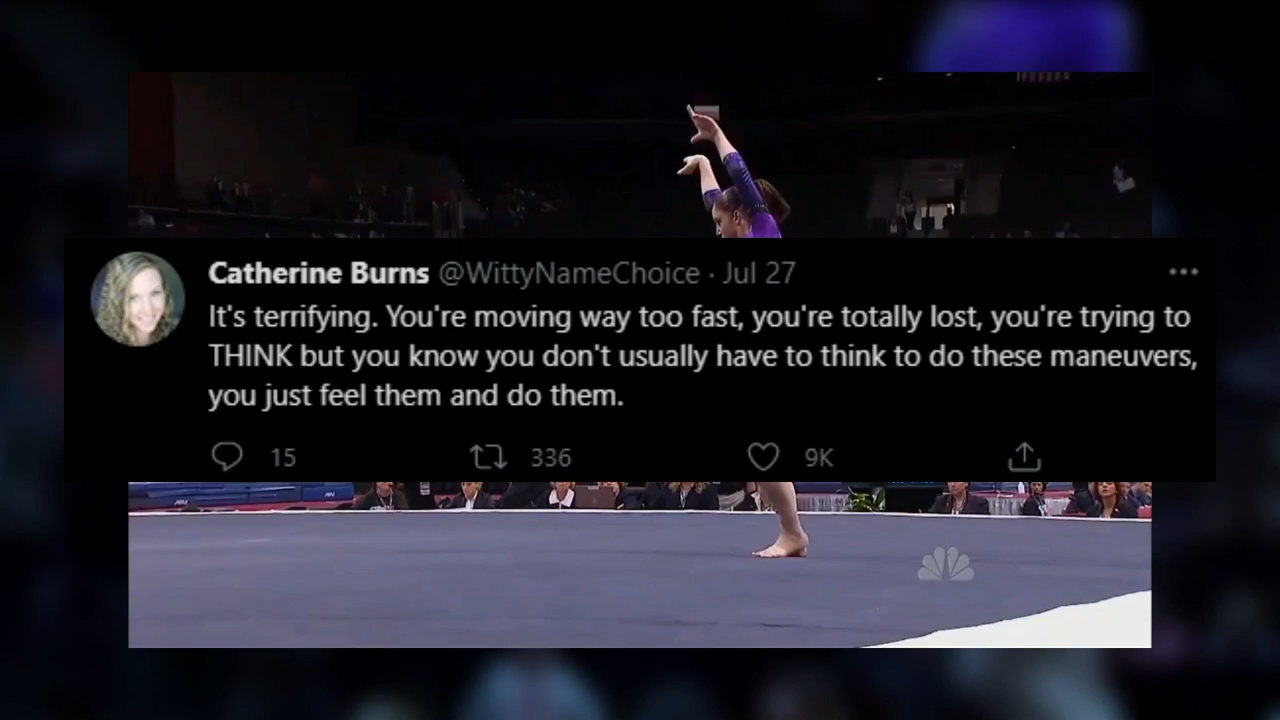 Catherine Burns @WittyNameChoice · Jul 27
It's terrifying. You're moving way too fast, you're totally lost, you're trying to
THINK but you know you don't usually have to think to do these maneuvers,
you just feel them and do them.
15 336 9K